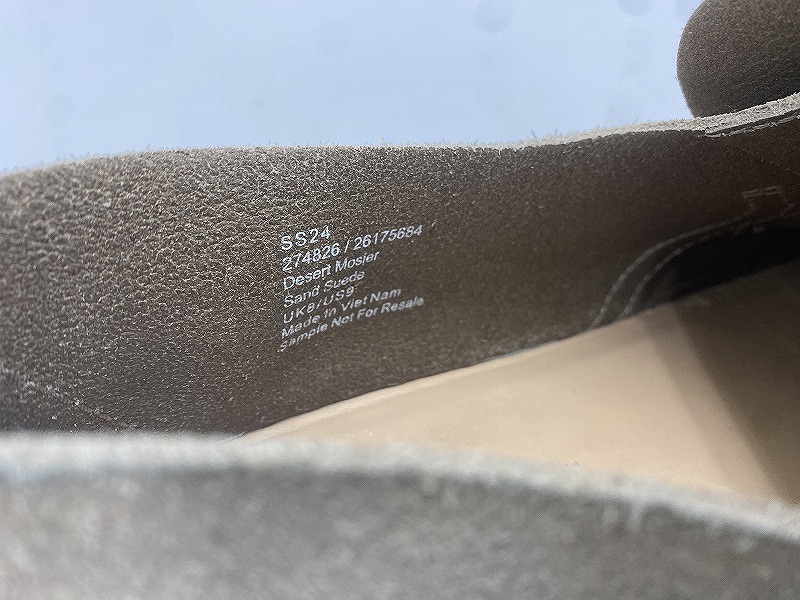 SS24
274826 / 26175684
Desert Mosier
Sand Suede
UK8/US9
Made in Viet Nam
Sample Not For Resale